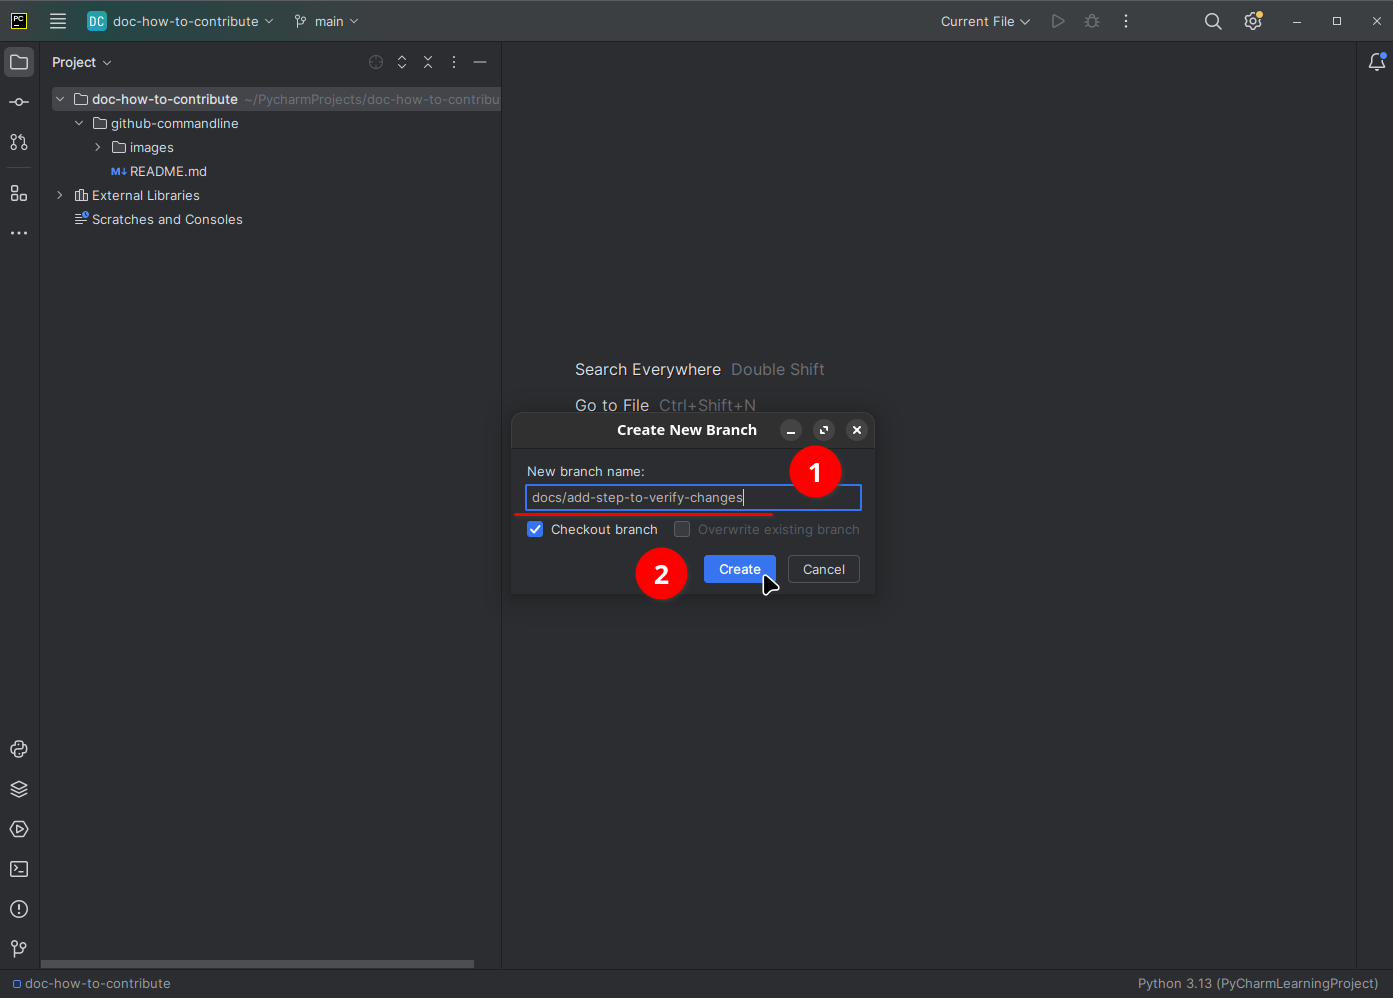 PC
DC doc-how-to-contribute main Current File
Project
doc-how-to-contribute ~/PycharmProjects/doc-how-to-contribu
github-commandline
images
M↓ README.md
External Libraries
Scratches and Consoles
Search Everywhere Double Shift
Go to File Ctrl+Shift+N
Create New Branch
New branch name:
1
docs/add-step-to-verify-changes
Checkout branch Overwrite existing branch
2
Create Cancel
doc-how-to-contribute Python 3.13 (PyCharmLearningProject)